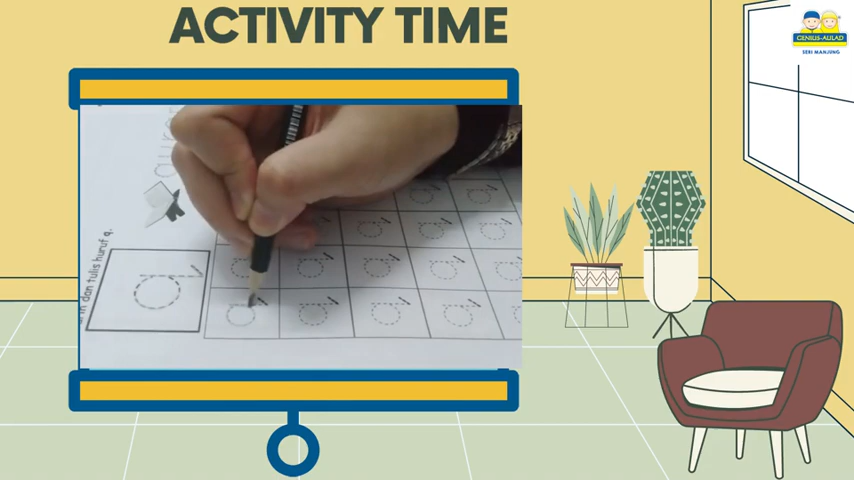 ACTIVITY TIME
GENIUS AULAD
SERI MANJUNG
dan tulis huruf q.